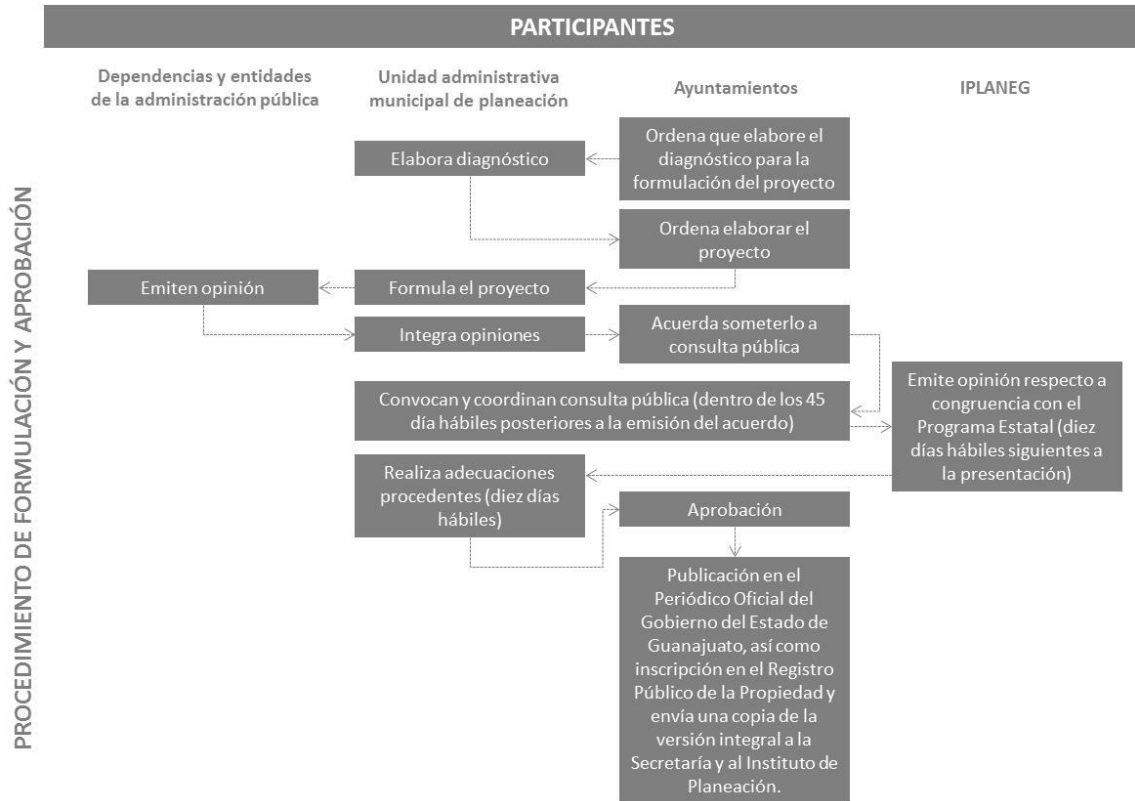 PARTICIPANTES
Dependencias y entidades
de la administración pública
Unidad administrativa
municipal de planeación
Ayuntamientos
IPLANEG
PROCEDIMIENTO DE FORMULACIÓN Y APROBACIÓN
Ordena que elabore el
diagnóstico para la
formulación del proyecto
Elabora diagnóstico
Ordena elaborar el
proyecto
Formula el proyecto
Emiten opinión
Integra opiniones
Acuerda someterlo a
consulta pública
Convocan y coordinan consulta pública (dentro de los 45
día hábiles posteriores a la emisión del acuerdo)
Emite opinión respecto a
congruencia con el
Programa Estatal (diez
días hábiles siguientes a
la presentación)
Realiza adecuaciones
procedentes (diez días
hábiles)
Aprobación
Publicación en el
Periódico Oficial del
Gobierno del Estado de
Guanajuato, así como
inscripción en el Registro
Público de la Propiedad y
envía una copia de la
versión integral a la
Secretaría y al Instituto de
Planeación.